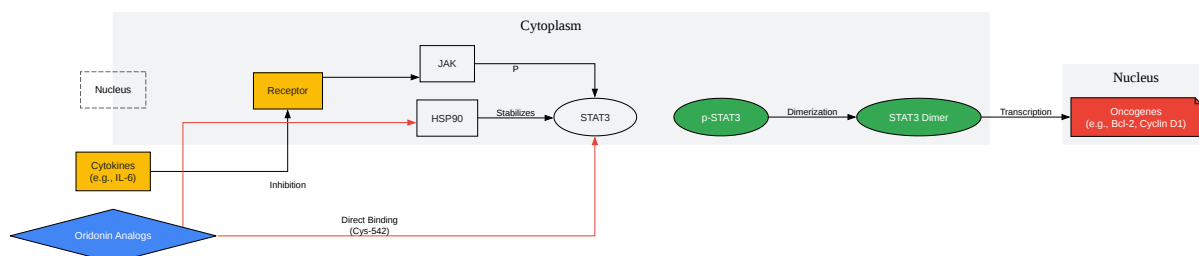 Cytoplasm
JAK
P
Nucleus
Nucleus
Receptor
Oncogenes
(e.g., Bcl-2, Cyclin D1)
HSP90
Stabilizes
STAT3
p-STAT3
Dimerization
STAT3 Dimer
Transcription
Cytokines
(e.g., IL-6)
Inhibition
Direct Binding
(Cys-542)
Oridonin Analogs